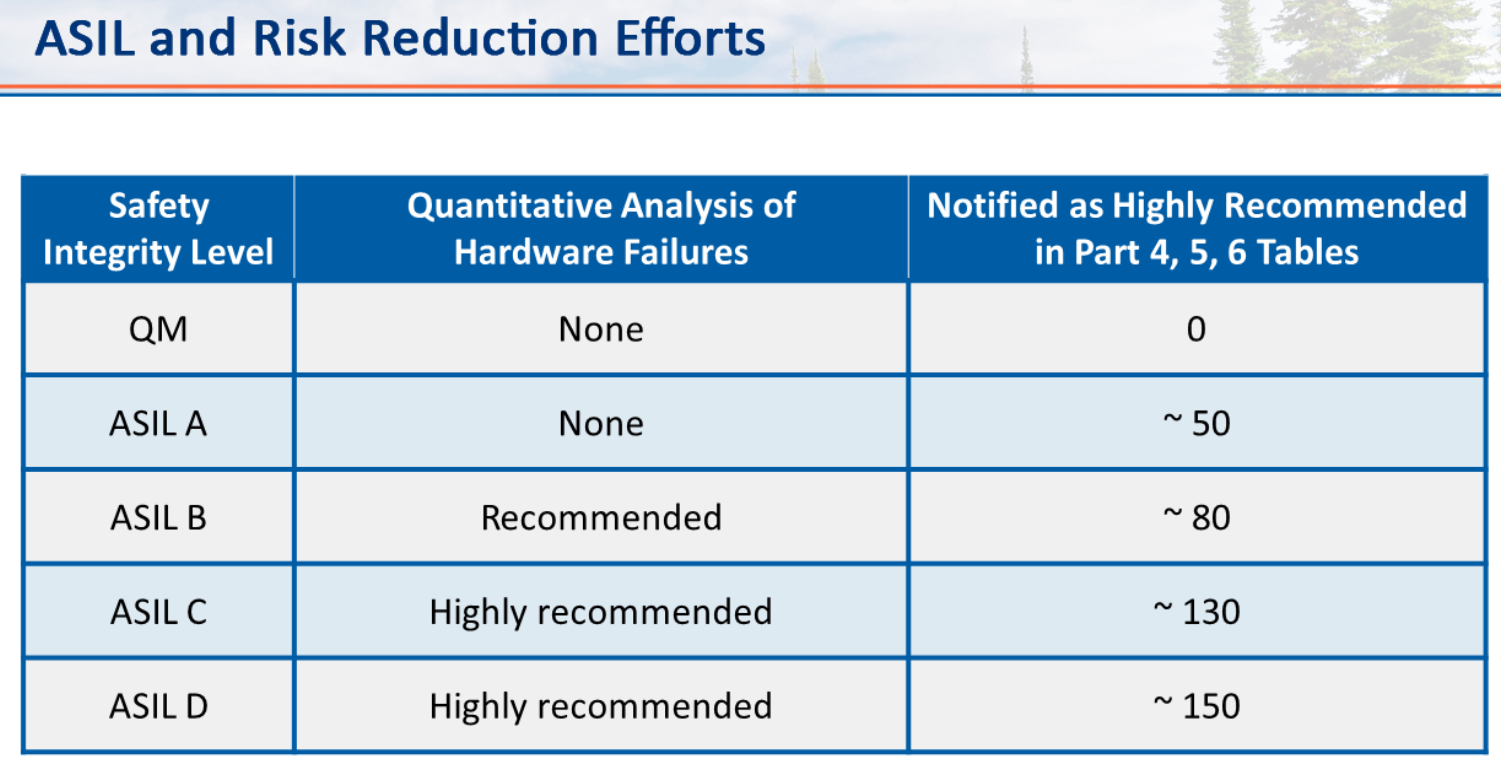 ASIL and Risk Reduction Efforts
Safety
Integrity Level
Quantitative Analysis of
Hardware Failures
Notified as Highly Recommended
in Part 4, 5, 6 Tables
QM
None
0
ASIL A
None
~ 50
ASIL B
Recommended
~ 80
ASIL C
Highly recommended
~ 130
ASIL D
Highly recommended
~ 150